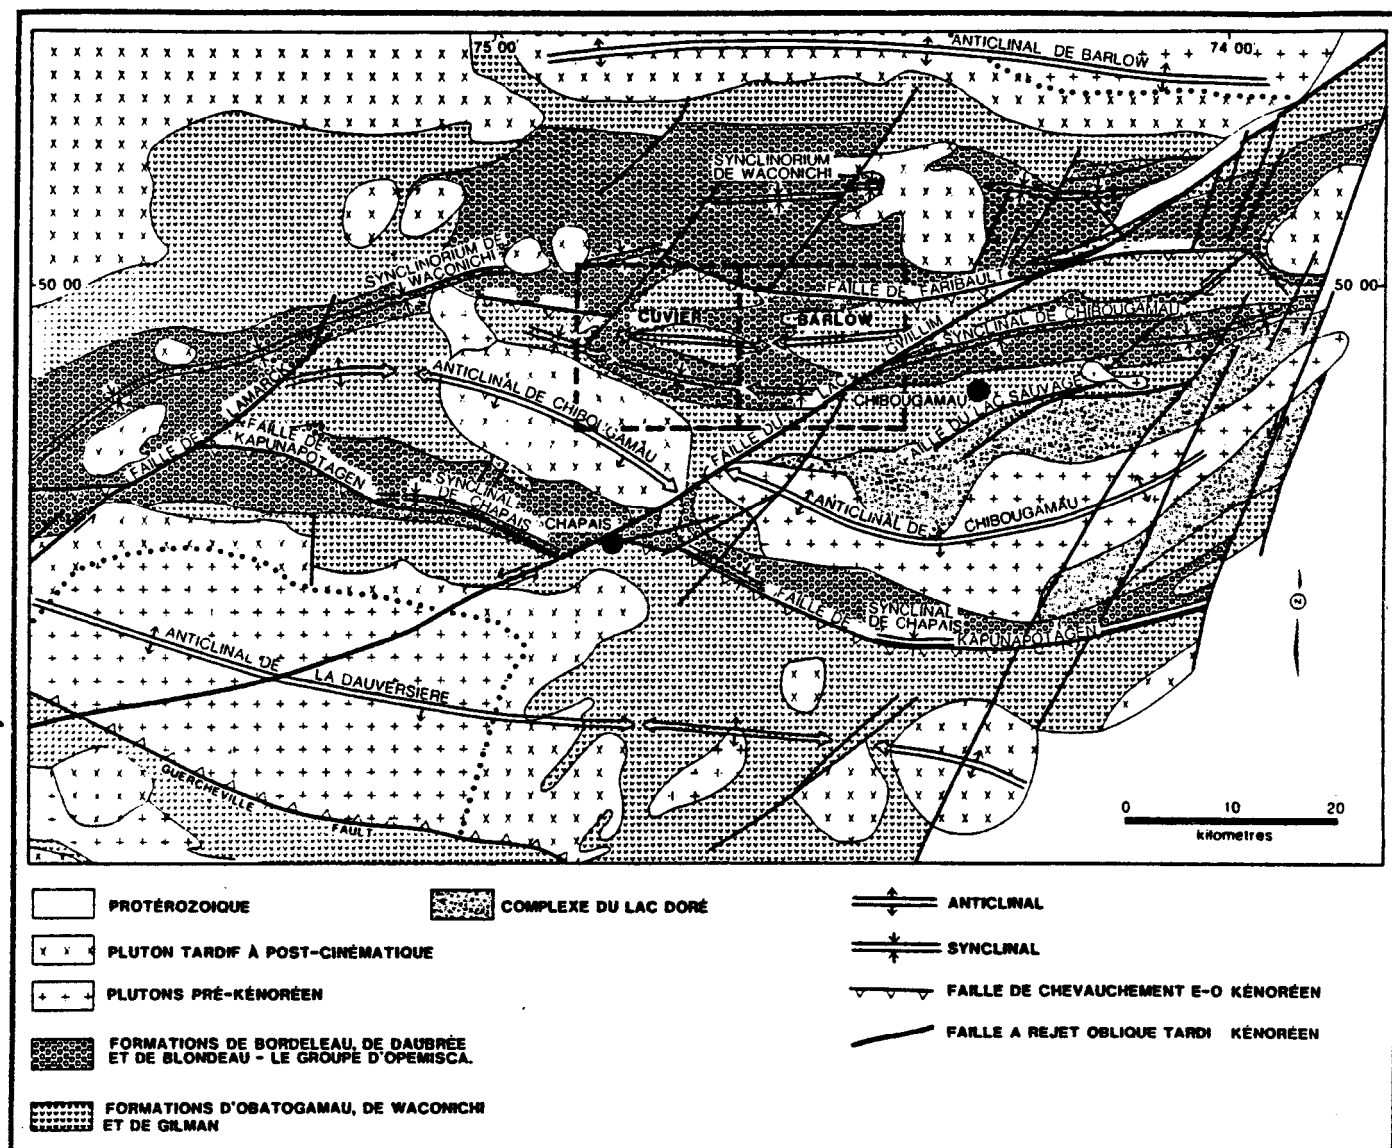 75 00
74 00
ANTICLINAL DE BARLOW
SYNCLINORIUM
DE WACONICHI
SYNCLINORIUM DE
WACONICHI
50 00
50 00
FAILLE DE FARIBAULT
CUVIER
BARLOW
SYNCLINAL DE CHIBOUGAMAU
FAILLE DU LAC GWILLIM
ANTICLINAL DE CHIBOUGAMAU
CHIBOUGAMAU
FAILLE DU LAC SAUVAGE
FAILLE DE LAMARCK
FAILLE DE
KAPUNAPOTAGEN
SYNCLINAL
DE CHAPAIS
CHAPAIS
ANTICLINAL DE CHIBOUGAMAU
FAILLE DE KAPUNAPOTAGEN
SYNCLINAL
DE CHAPAIS
ANTICLINAL DE LA DAUVERSIERE
GUERCHEVILLE FAULT
0 10 20
kilometres
PROTÉROZOIQUE
COMPLEXE DU LAC DORÉ
ANTICLINAL
PLUTON TARDIF À POST-CINÉMATIQUE
SYNCLINAL
PLUTONS PRÉ-KÉNORÉEN
FAILLE DE CHEVAUCHEMENT E-O KÉNORÉEN
FORMATIONS DE BORDELEAU, DE DAUBRÉE
ET DE BLONDEAU - LE GROUPE D'OPEMISCA.
FAILLE A REJET OBLIQUE TARDI KÉNORÉEN
FORMATIONS D'OBATOGAMAU, DE WACONICHI
ET DE GILMAN